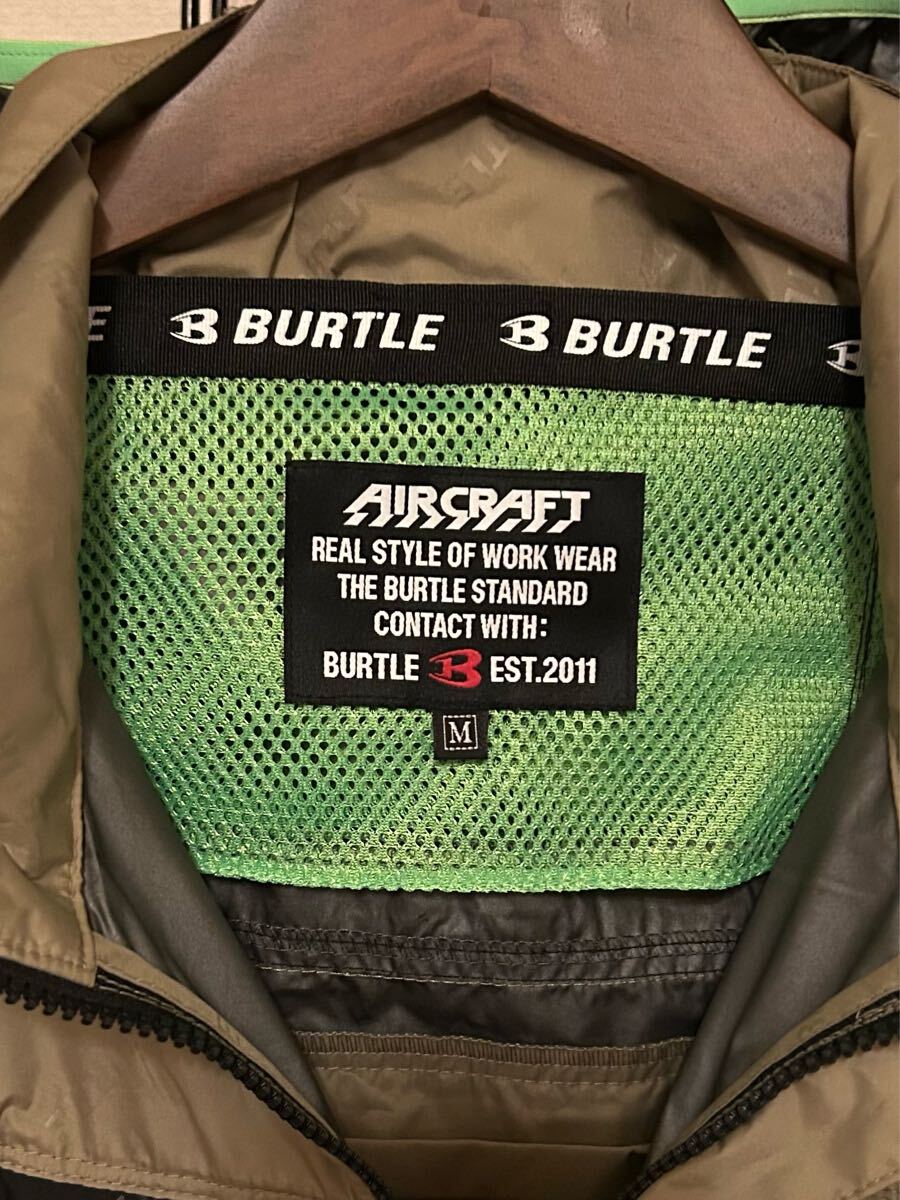 E BURTLE BURTLE
AIRCRAFT
REAL STYLE OF WORK WEAR
THE BURTLE STANDARD
CONTACT WITH:
BURTLE B EST.2011
M